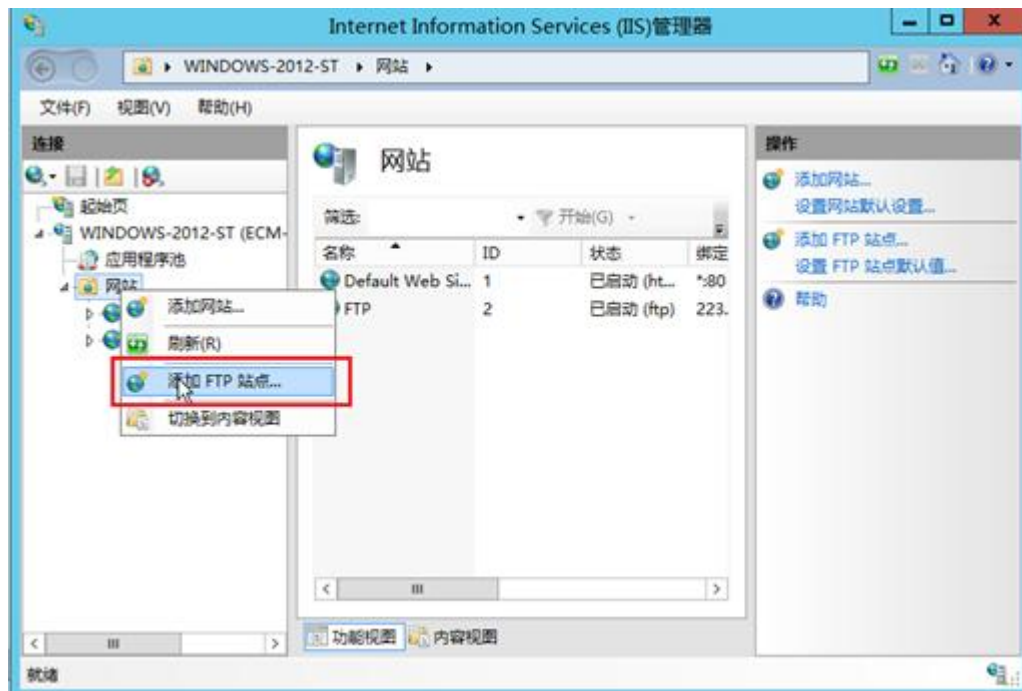 Internet Information Services (IIS)管理器
WINDOWS-2012-ST ▸ 网站 ▸
文件(F) 视图(V) 帮助(H)
连接
起始页
WINDOWS-2012-ST (ECM-
应用程序池
网站
添加网站...
刷新(R)
添加 FTP 站点...
切换到内容视图
网站
筛选: 开始(G)
名称 ID 状态 绑定
Default Web Si... 1 已启动 (ht... *:80
FTP 2 已启动 (ftp) 223.
功能视图 内容视图
操作
添加网站...
设置网站默认设置...
添加 FTP 站点...
设置 FTP 站点默认值...
帮助
就绪